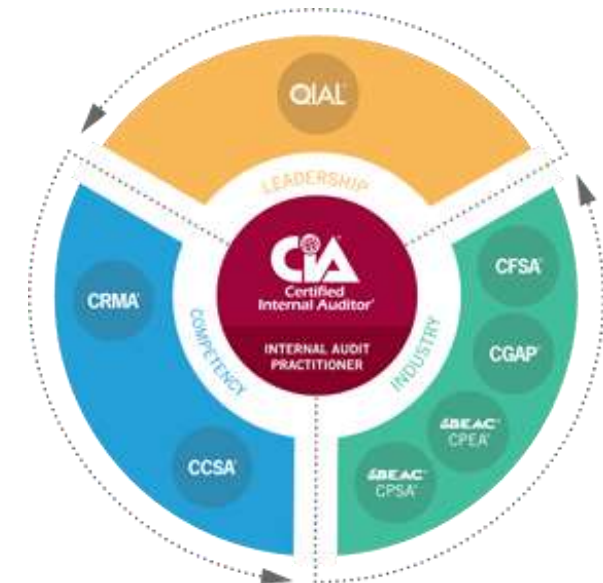 QIAL
LEADERSHIP
CIA
Certified
Internal Auditor
INTERNAL AUDIT
PRACTITIONER
COMPETENCY
CRMA
CCSA
INDUSTRY
CFSA
CGAP
BEAC
CPEA
BEAC
CPSA